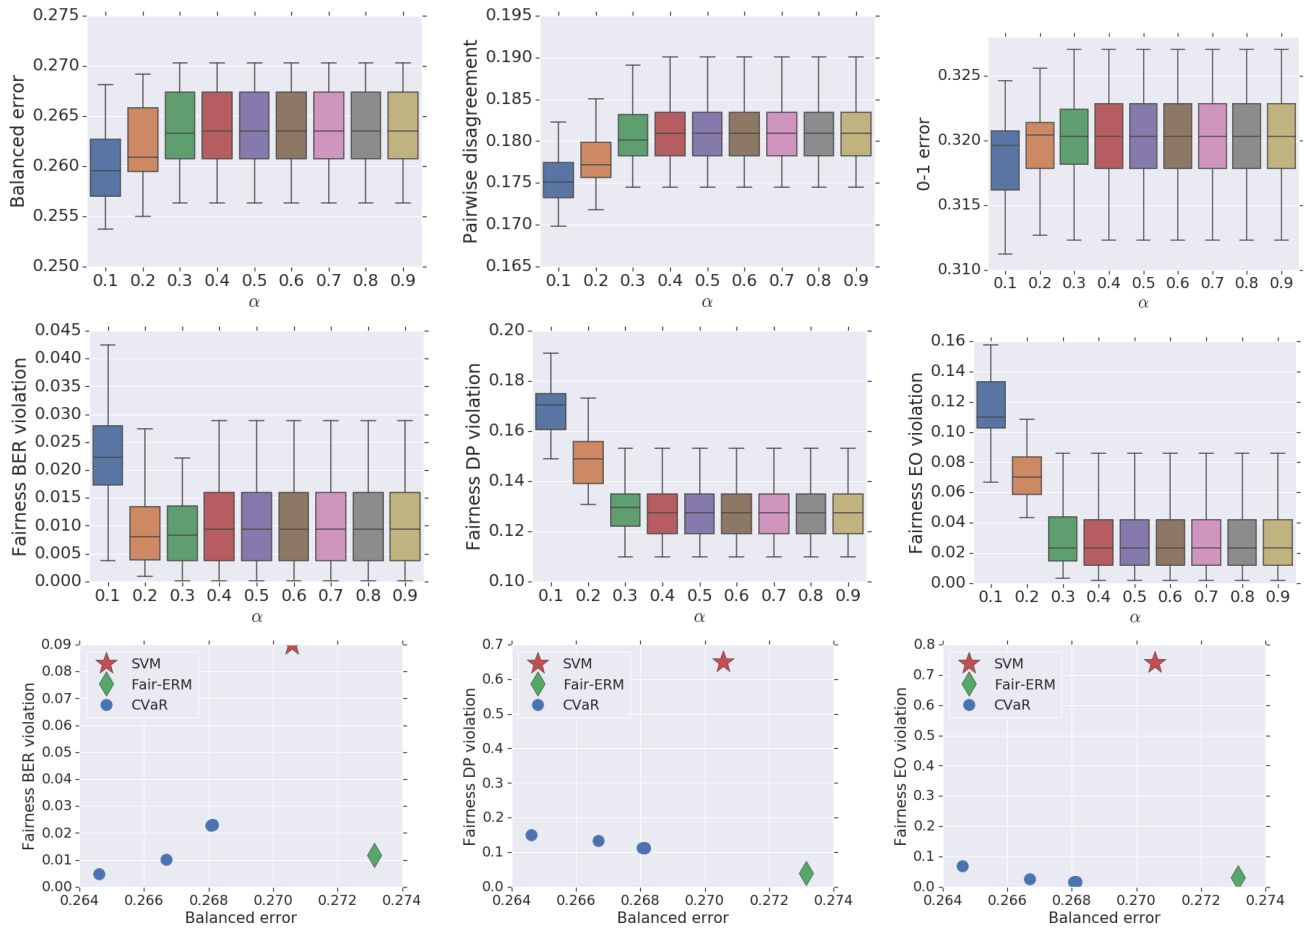 Balanced error
0.275
0.270
0.265
0.260
0.255
0.250
0.1 0.2 0.3 0.4 0.5 0.6 0.7 0.8 0.9
α
Pairwise disagreement
0.195
0.190
0.185
0.180
0.175
0.170
0.165
0.1 0.2 0.3 0.4 0.5 0.6 0.7 0.8 0.9
α
0-1 error
0.325
0.320
0.315
0.310
0.1 0.2 0.3 0.4 0.5 0.6 0.7 0.8 0.9
α
Fairness BER violation
0.045
0.040
0.035
0.030
0.025
0.020
0.015
0.010
0.005
0.000
0.1 0.2 0.3 0.4 0.5 0.6 0.7 0.8 0.9
α
Fairness DP violation
0.20
0.18
0.16
0.14
0.12
0.10
0.1 0.2 0.3 0.4 0.5 0.6 0.7 0.8 0.9
α
Fairness EO violation
0.16
0.14
0.12
0.10
0.08
0.06
0.04
0.02
0.00
0.1 0.2 0.3 0.4 0.5 0.6 0.7 0.8 0.9
α
Fairness BER violation
0.09
0.08
0.07
0.06
0.05
0.04
0.03
0.02
0.01
0.00
SVM
Fair-ERM
CVaR
0.264 0.266 0.268 0.270 0.272 0.274
Balanced error
Fairness DP violation
0.7
0.6
0.5
0.4
0.3
0.2
0.1
0.0
SVM
Fair-ERM
CVaR
0.264 0.266 0.268 0.270 0.272 0.274
Balanced error
Fairness EO violation
0.8
0.7
0.6
0.5
0.4
0.3
0.2
0.1
0.0
SVM
Fair-ERM
CVaR
0.264 0.266 0.268 0.270 0.272 0.274
Balanced error